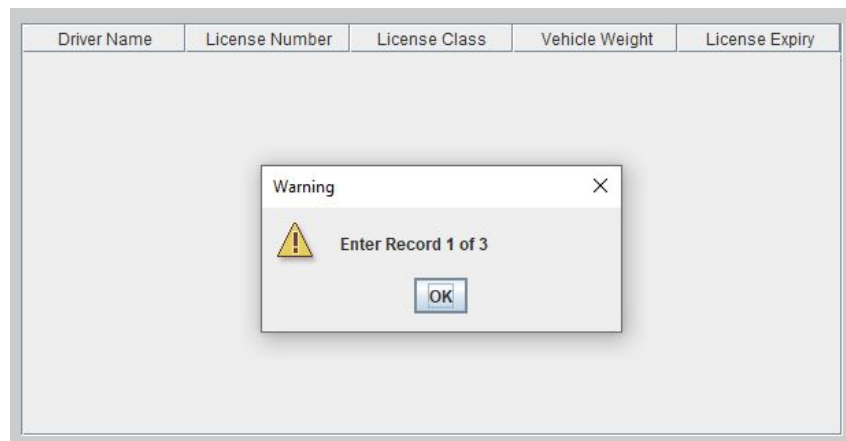 Driver Name License Number License Class Vehicle Weight License Expiry
Warning
Enter Record 1 of 3
OK